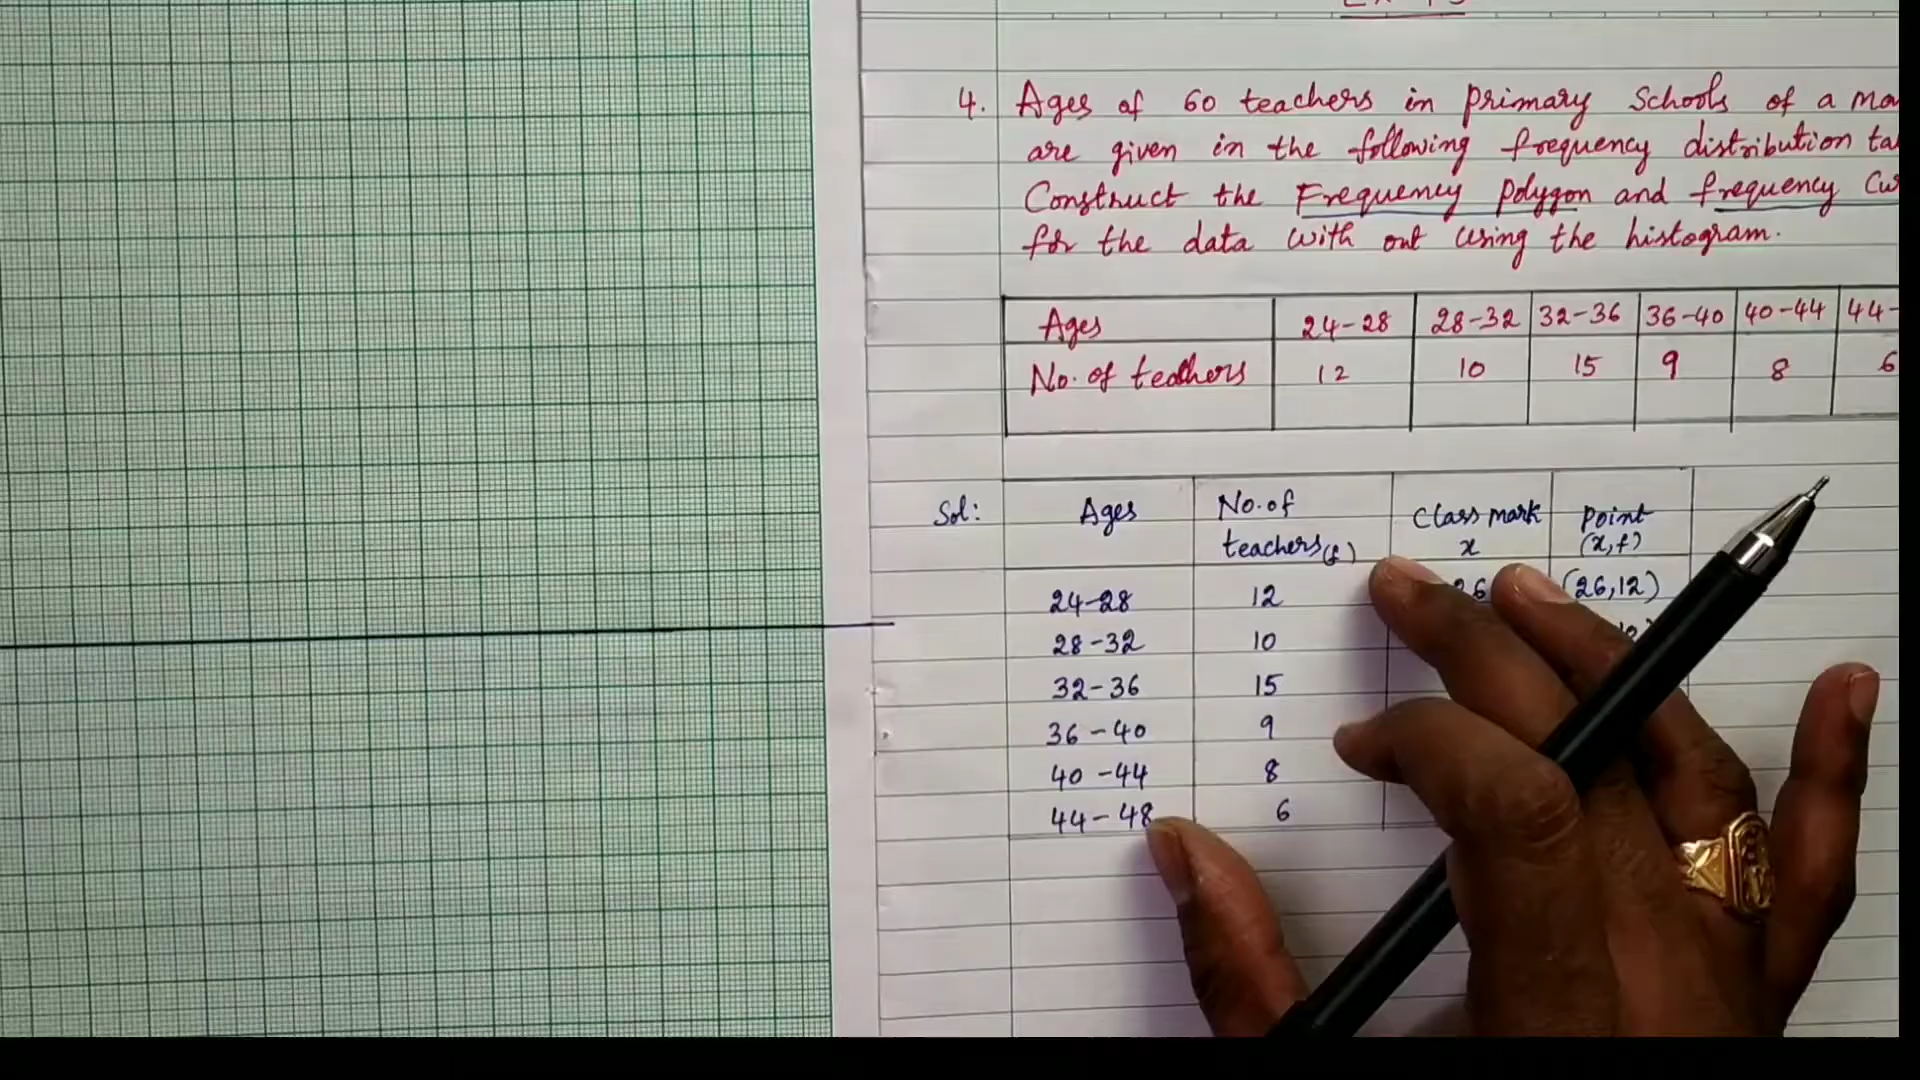 4. Ages of 60 teachers in primary schools of a
are given in the following frequency distribution
Construct the Frequency Polygon and frequency
for the data with out using the histogram.
Ages 24-28 28-32 32-36 36-40 40-44 44-
No. of teachers 12 10 15 9 8 6
Sol: Ages No. of teachers (f) Class mark x Point (x,f)
24-28 12 26 (26,12)
28-32 10
32-36 15
36-40 9
40-44 8
44-48 6